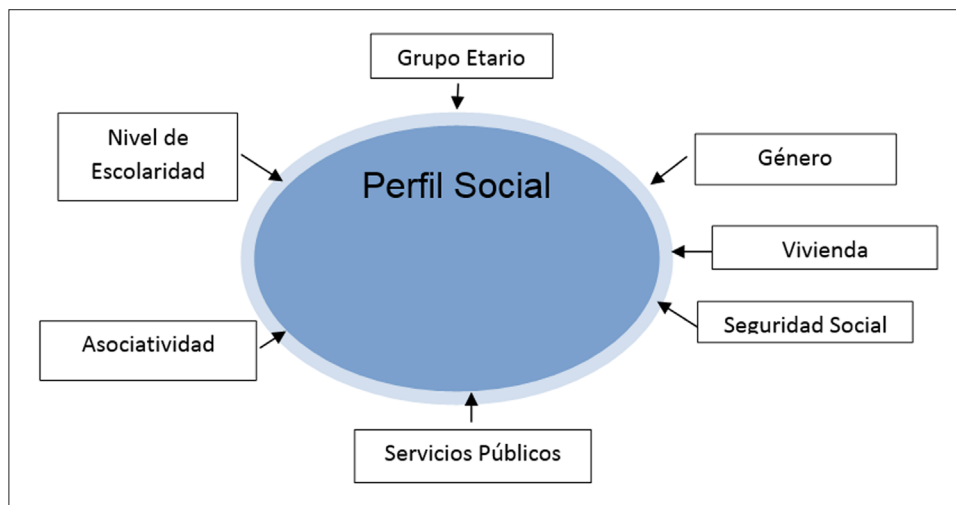 Grupo Etario
Nivel de
Escolaridad
Perfil Social
Género
Vivienda
Seguridad Social
Asociatividad
Servicios Públicos